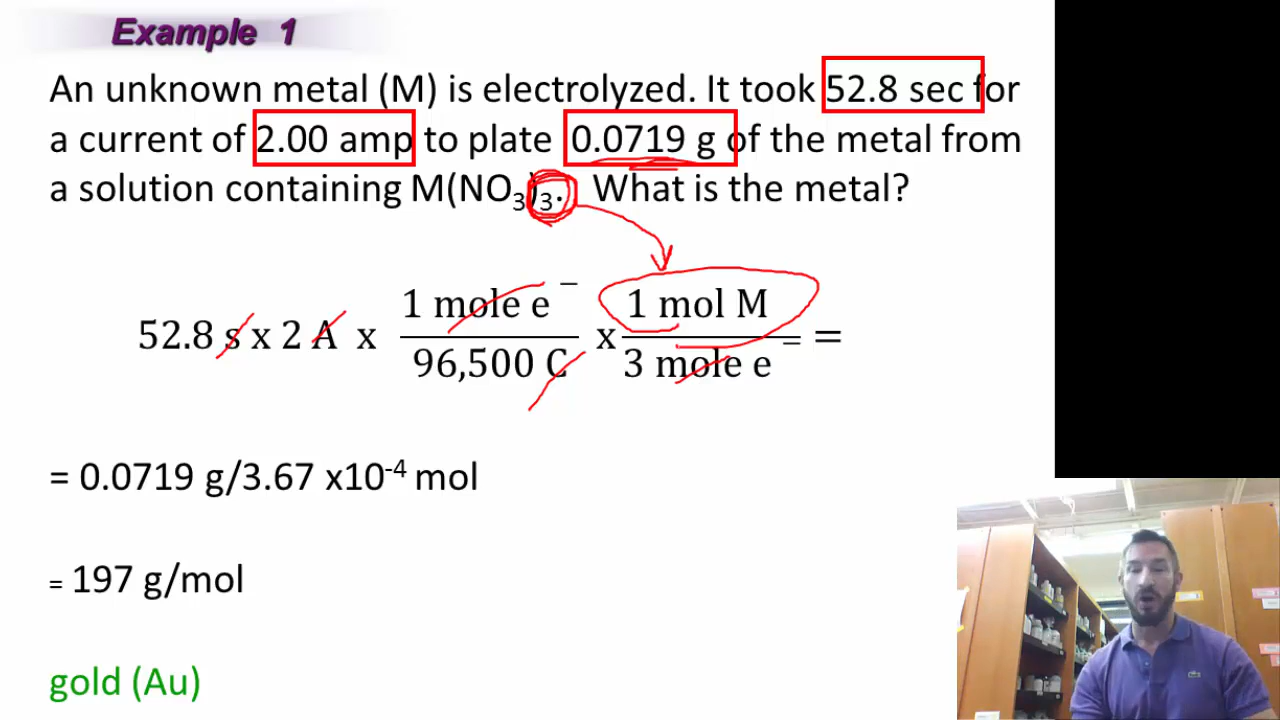 Example 1
An unknown metal (M) is electrolyzed. It took 52.8 sec for
a current of 2.00 amp to plate 0.0719 g of the metal from
a solution containing M(NO₃)₃. What is the metal?
52.8 s x 2 A x 1 mole e⁻ / 96,500 C x 1 mol M / 3 mole e⁻ =
= 0.0719 g/3.67 x10⁻⁴ mol
= 197 g/mol
gold (Au)